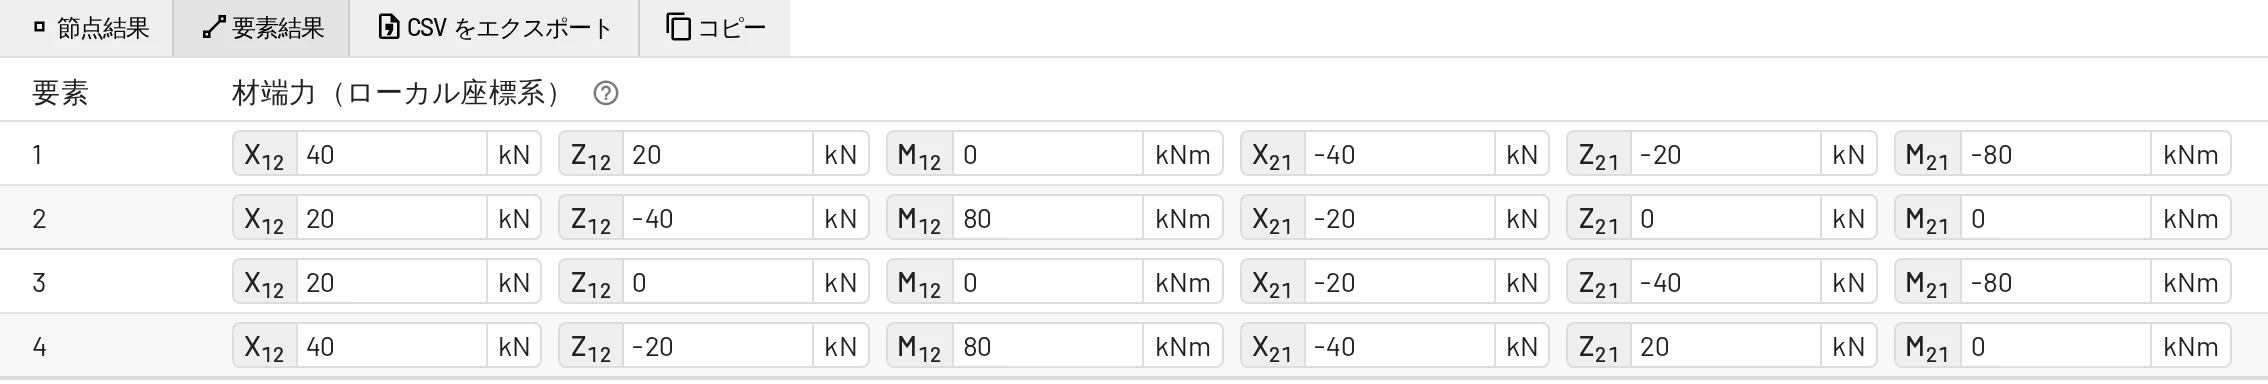 節点結果 要素結果 CSV をエクスポート コピー
要素 材端力（ローカル座標系） ?
1 X12 40 kN Z12 20 kN M12 0 kNm X21 -40 kN Z21 -20 kN M21 -80 kNm
2 X12 20 kN Z12 -40 kN M12 80 kNm X21 -20 kN Z21 0 kN M21 0 kNm
3 X12 20 kN Z12 0 kN M12 0 kNm X21 -20 kN Z21 -40 kN M21 -80 kNm
4 X12 40 kN Z12 -20 kN M12 80 kNm X21 -40 kN Z21 20 kN M21 0 kNm